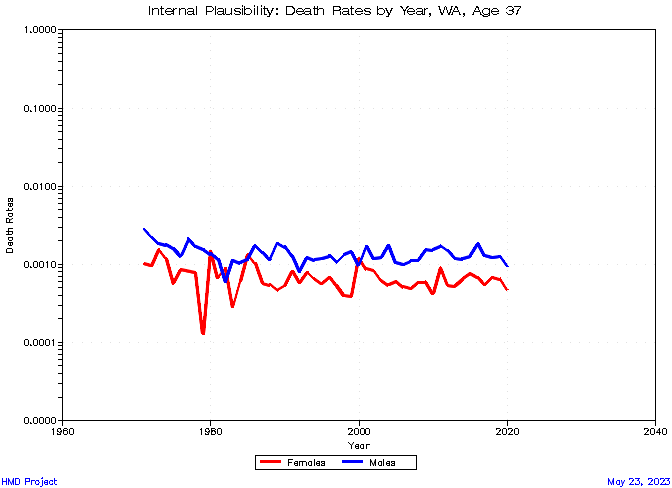 Internal Plausibility: Death Rates by Year, WA, Age 37
1.0000
0.1000
0.0100
0.0010
0.0001
0.0000
Death Rates
1960
1980
2000
2020
2040
Year
Females
Males
HMD Project
May 23, 2023